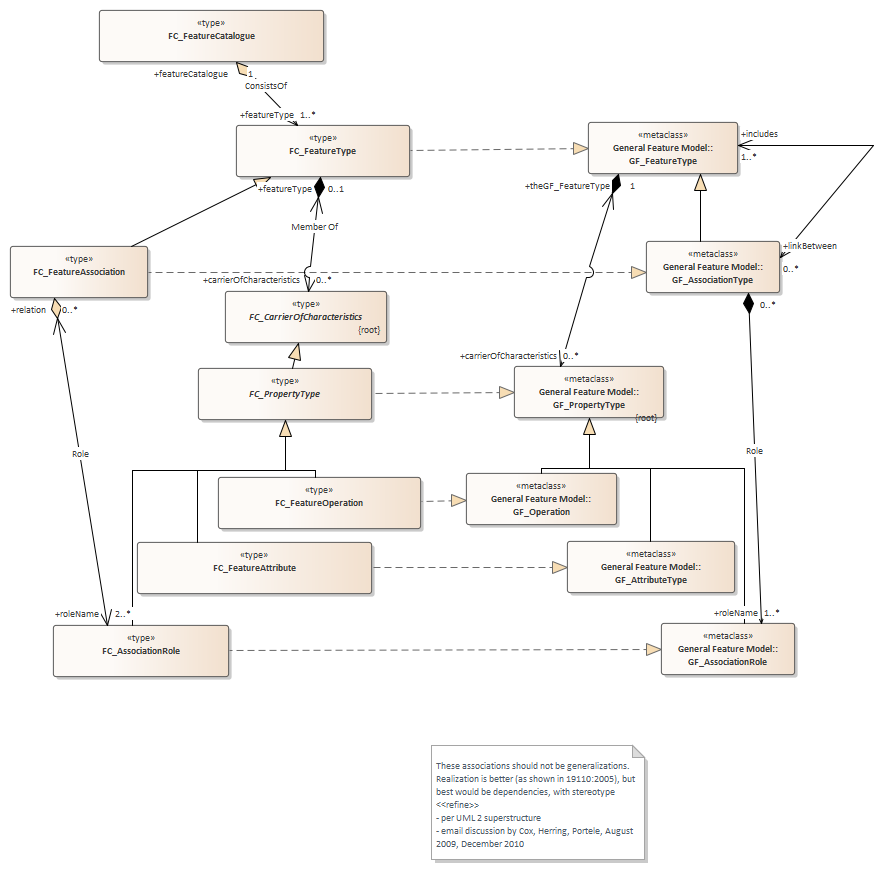 «type»
FC_FeatureCatalogue
+featureCatalogue 1
ConsistsOf
+featureType 1..*
«type»
FC_FeatureType
«metaclass»
General Feature Model::
GF_FeatureType
+includes
1..*
+featureType 0..1
Member Of
+theGF_FeatureType 1
«type»
FC_FeatureAssociation
«metaclass»
General Feature Model::
GF_AssociationType
+linkBetween
0..*
+carrierOfCharacteristics 0..*
+relation 0..*
0..*
«type»
FC_CarrierOfCharacteristics
{root}
+carrierOfCharacteristics 0..*
«type»
FC_PropertyType
«metaclass»
General Feature Model::
GF_PropertyType
{root}
Role
Role
«type»
FC_FeatureOperation
«metaclass»
General Feature Model::
GF_Operation
«type»
FC_FeatureAttribute
«metaclass»
General Feature Model::
GF_AttributeType
+roleName 2..*
+roleName 1..*
«type»
FC_AssociationRole
«metaclass»
General Feature Model::
GF_AssociationRole
These associations should not be generalizations.
Realization is better (as shown in 19110:2005), but
best would be dependencies, with stereotype
<<refine>>
- per UML 2 superstructure
- email discussion by Cox, Herring, Portele, August
2009, December 2010